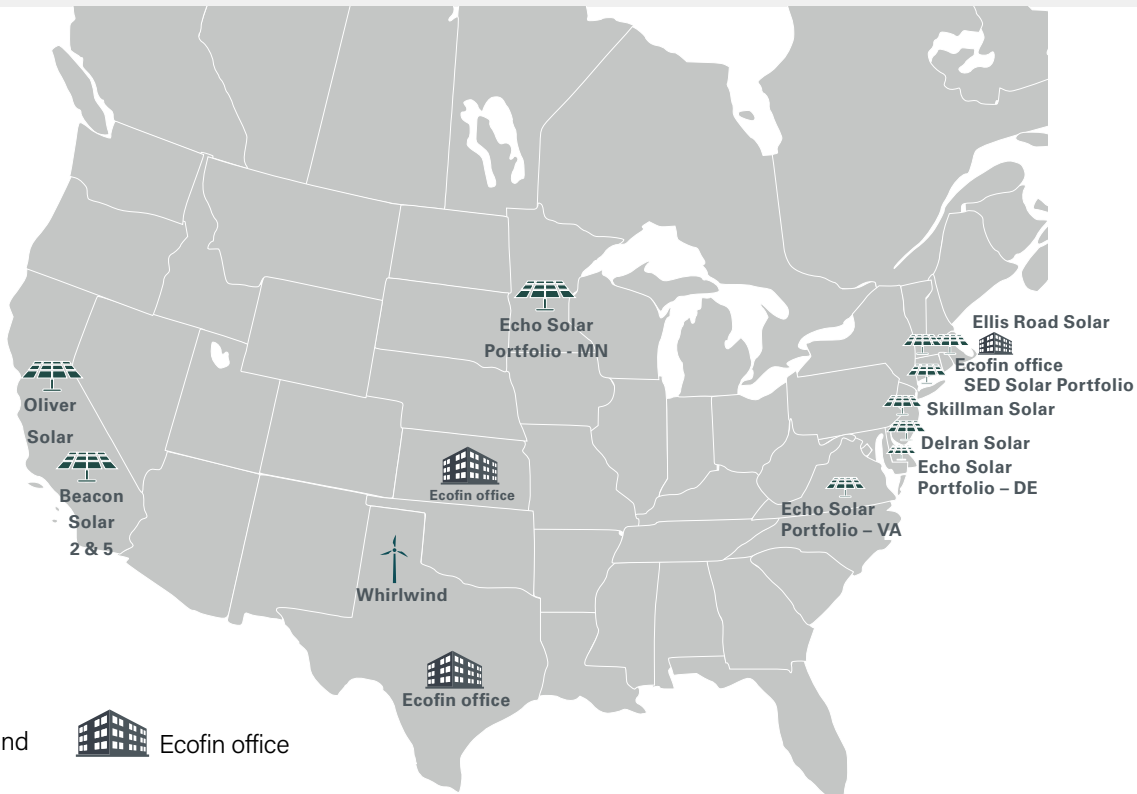 Ellis Road Solar
Echo Solar
Portfolio - MN
Ecofin office
SED Solar Portfolio
Oliver
Solar
Skillman Solar
Delran Solar
Beacon
Solar
2 & 5
Ecofin office
Echo Solar
Portfolio – DE
Echo Solar
Portfolio – VA
Whirlwind
Ecofin office
nd
Ecofin office